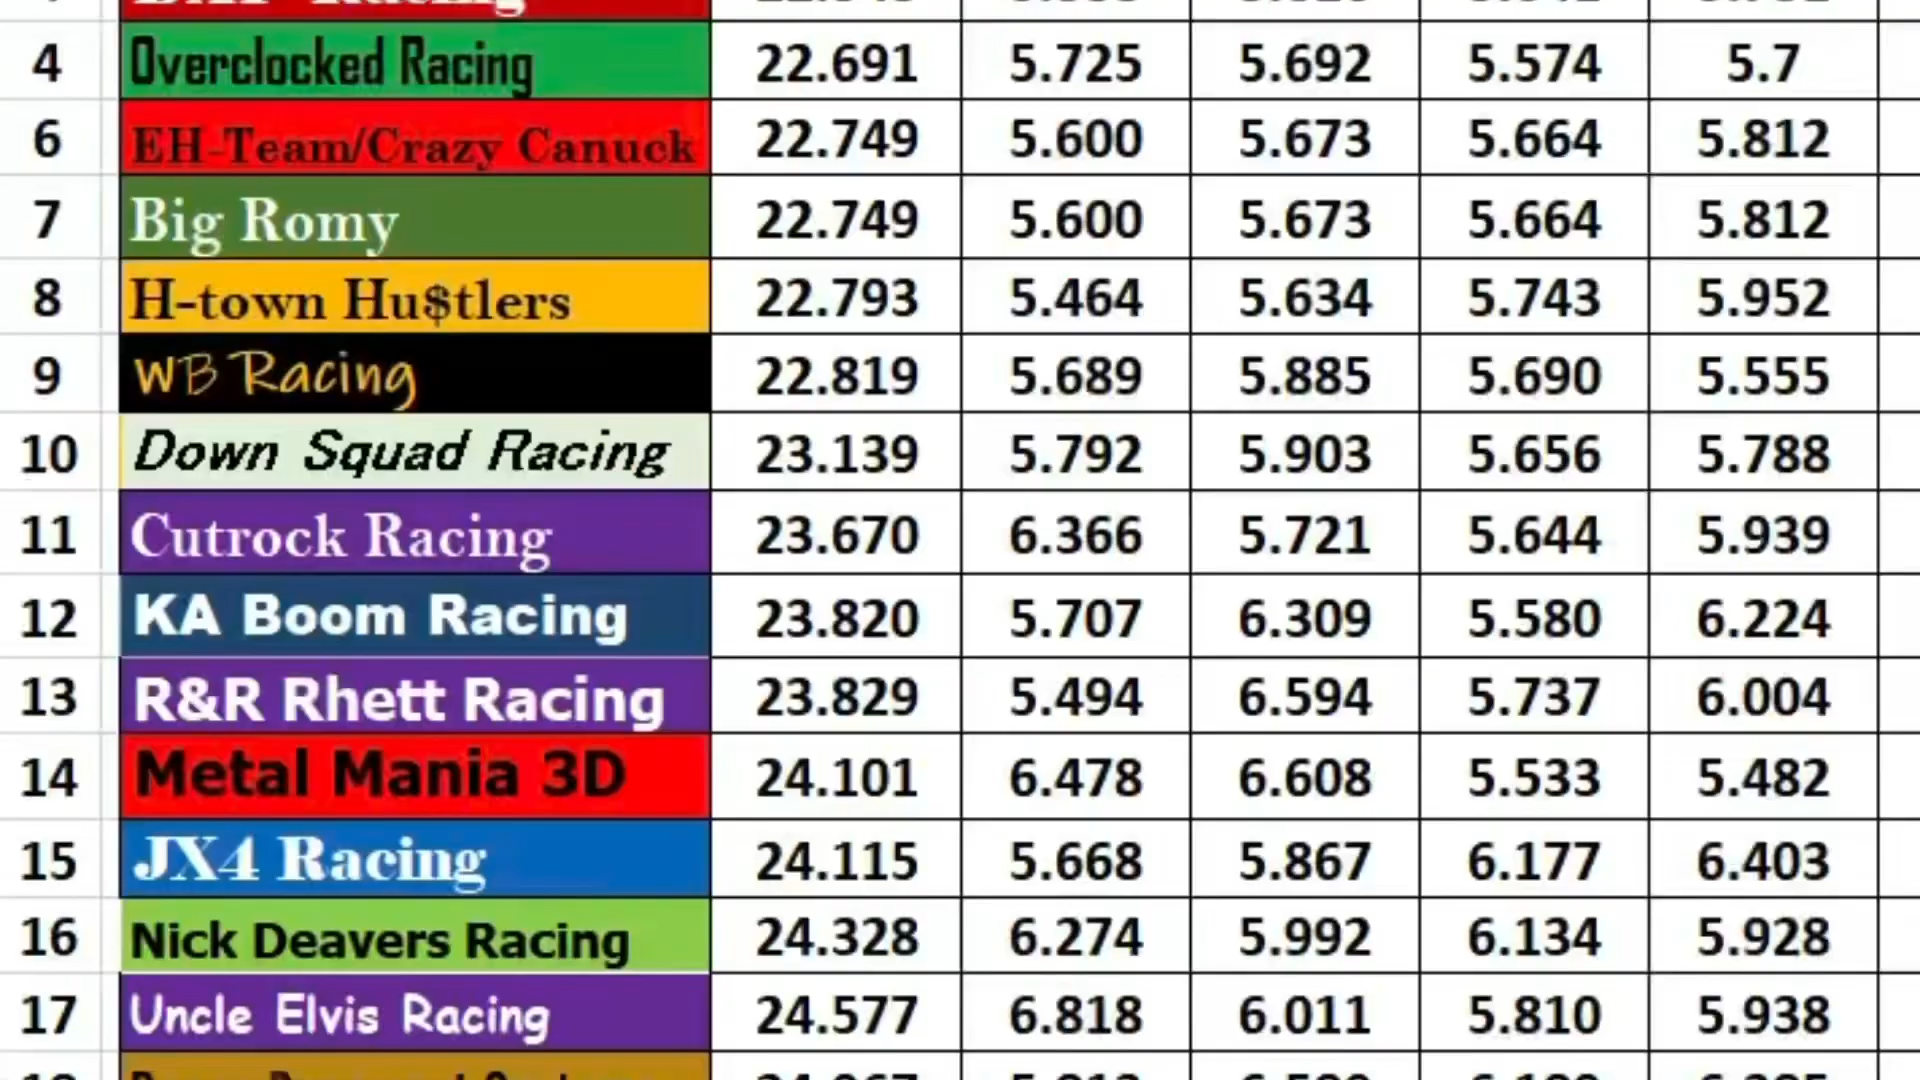 4 Overclocked Racing 22.691 5.725 5.692 5.574 5.7
6 EH-Team/Crazy Canuck 22.749 5.600 5.673 5.664 5.812
7 Big Romy 22.749 5.600 5.673 5.664 5.812
8 H-town Hu$tlers 22.793 5.464 5.634 5.743 5.952
9 WB Racing 22.819 5.689 5.885 5.690 5.555
10 Down Squad Racing 23.139 5.792 5.903 5.656 5.788
11 Cutrock Racing 23.670 6.366 5.721 5.644 5.939
12 KA Boom Racing 23.820 5.707 6.309 5.580 6.224
13 R&R Rhett Racing 23.829 5.494 6.594 5.737 6.004
14 Metal Mania 3D 24.101 6.478 6.608 5.533 5.482
15 JX4 Racing 24.115 5.668 5.867 6.177 6.403
16 Nick Deavers Racing 24.328 6.274 5.992 6.134 5.928
17 Uncle Elvis Racing 24.577 6.818 6.011 5.810 5.938